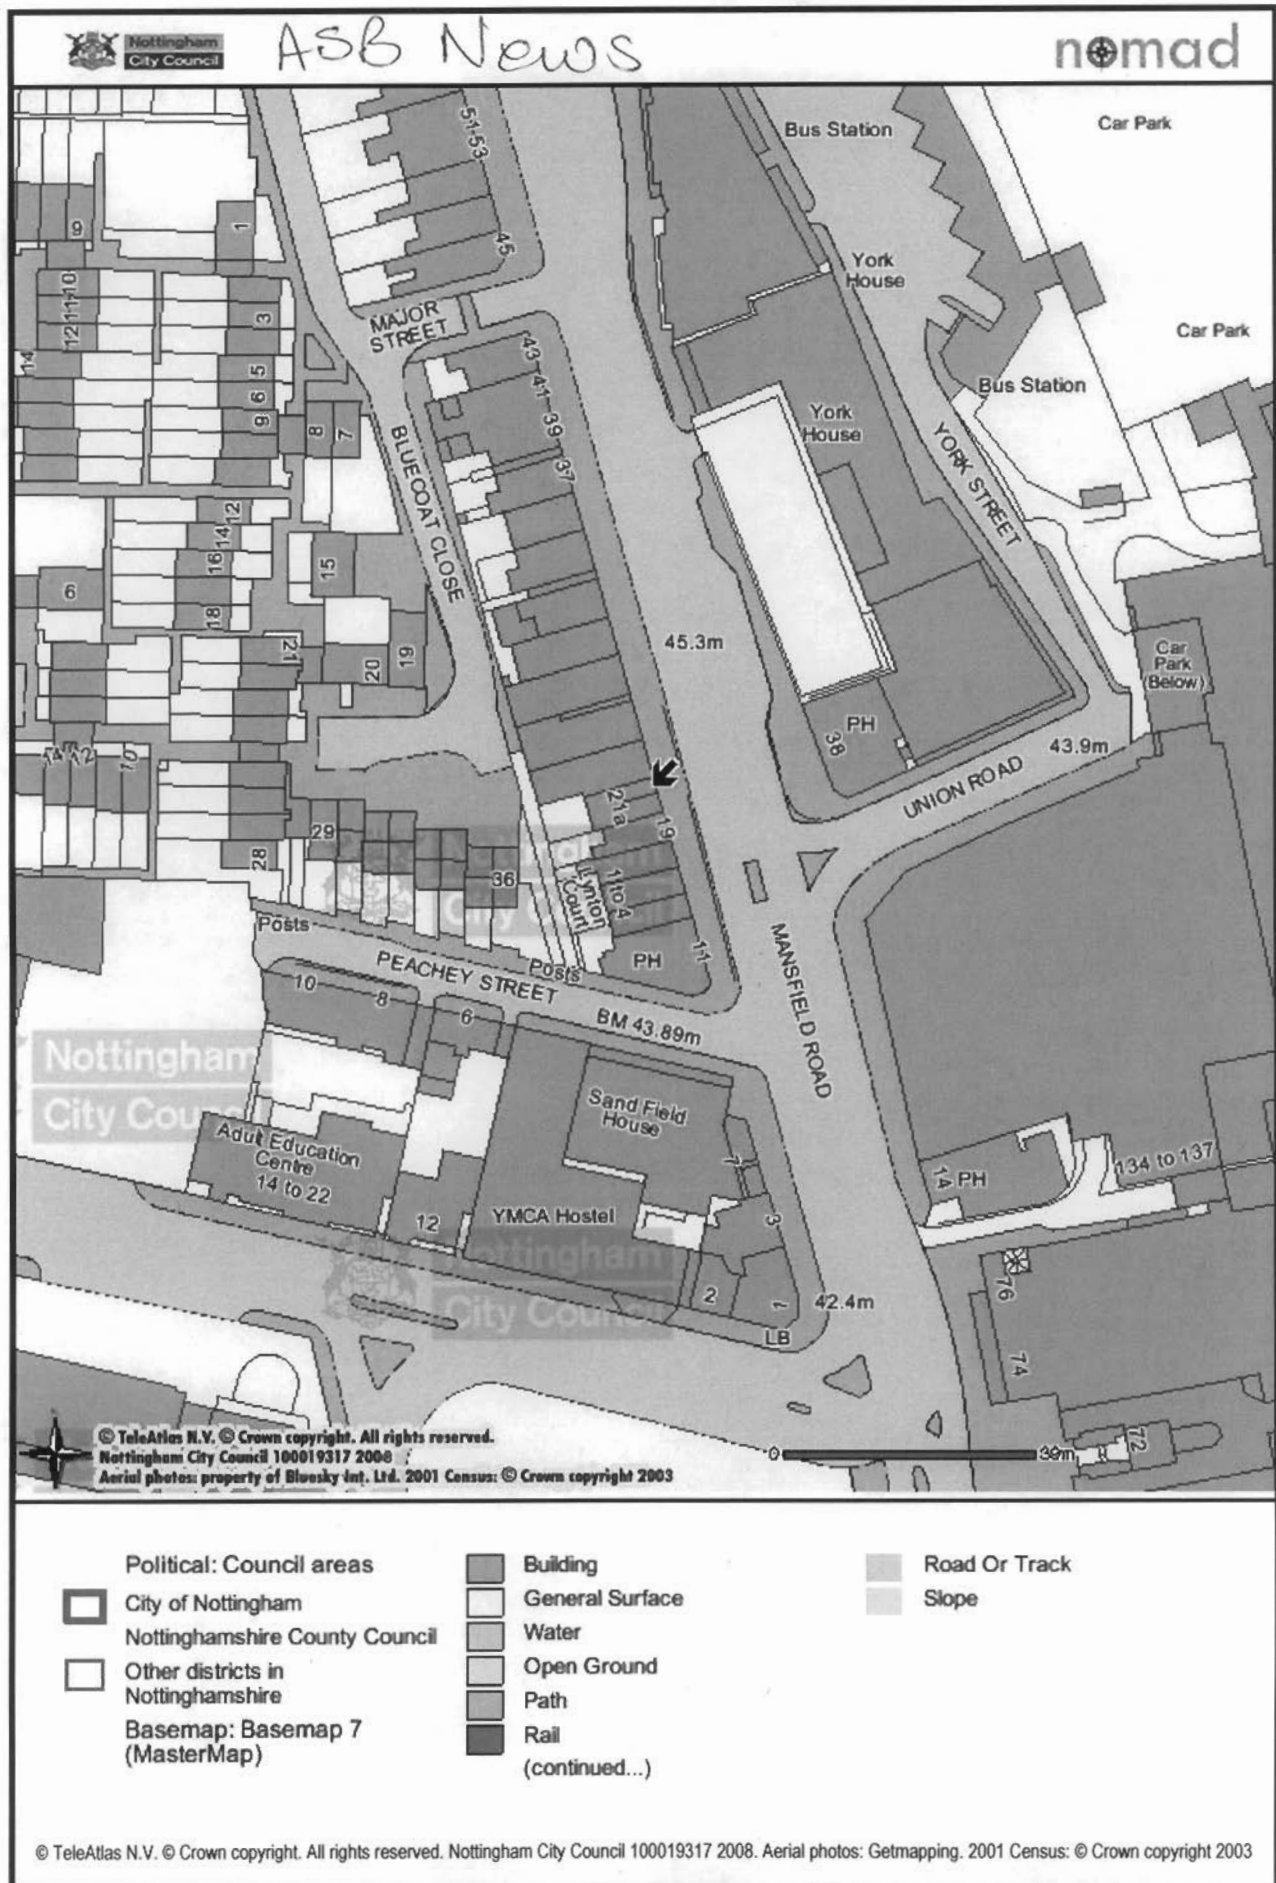 Nottingham
City Council
ASB News
nomad
Bus Station
Car Park
51-53
45
9
1
York
House
10
11
12
3
MAJOR
STREET
Car Park
14
5
6
9
8
7
43
41
39
37
York
House
Bus Station
BLUECOAT CLOSE
YORK STREET
12
14
16
18
15
6
21
20
19
45.3m
Car
Park
(Below)
PH
38
43.9m
UNION ROAD
14
12
10
21a
19
29
28
36
Lynton
Court
1 to 4
11
PH
Posts
Posts
PEACHEY STREET
BM 43.89m
MANSFIELD ROAD
10
8
6
Nottingham
City Council
Nottingham
City Council
Sand Field
House
7
Adult Education
Centre
14 to 22
12
YMCA Hostel
3
14
PH
134 to 137
Nottingham
City Council
2
1
42.4m
LB
76
74
72
0
39m
© TeleAtlas N.V. © Crown copyright. All rights reserved.
Nottingham City Council 100019317 2008
Aerial photos: property of Bluesky Int. Ltd. 2001 Census: © Crown copyright 2003
Political: Council areas
City of Nottingham
Nottinghamshire County Council
Other districts in
Nottinghamshire
Basemap: Basemap 7
(MasterMap)
Building
General Surface
Water
Open Ground
Path
Rail
(continued...)
Road Or Track
Slope
© TeleAtlas N.V. © Crown copyright. All rights reserved. Nottingham City Council 100019317 2008. Aerial photos: Getmapping. 2001 Census: © Crown copyright 2003